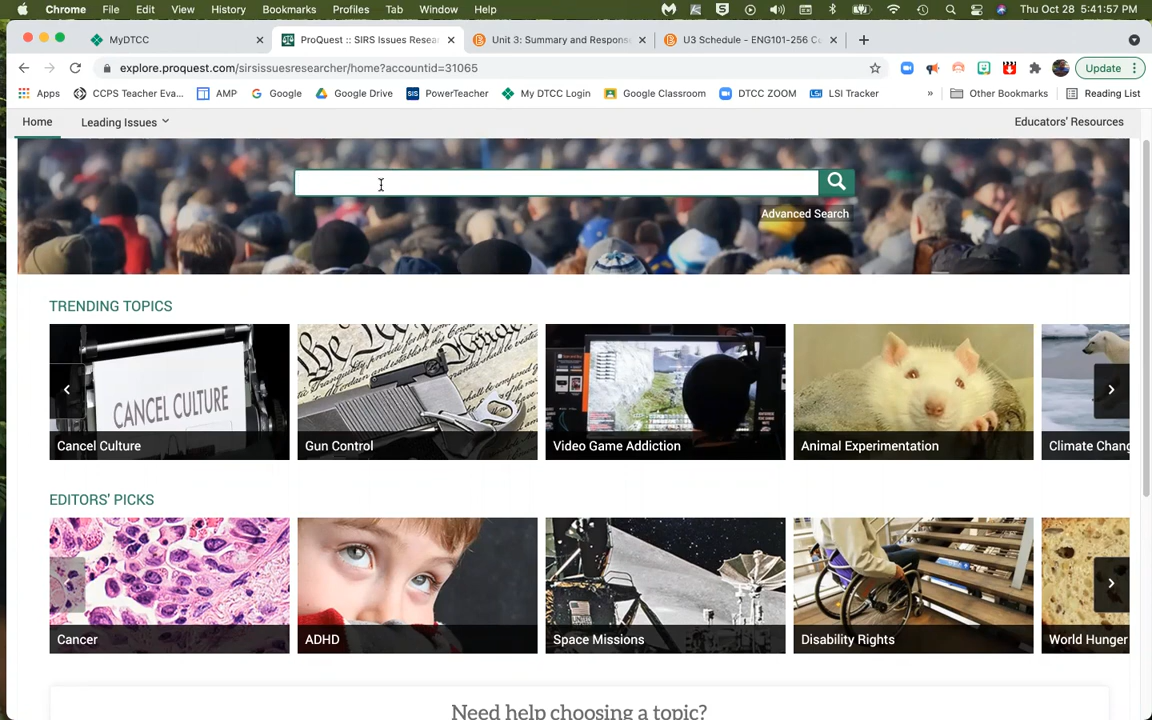 Chrome File Edit View History Bookmarks Profiles Tab Window Help Thu Oct 28 5:41:57 PM
MyDTCC ProQuest :: SIRS Issues Resear Unit 3: Summary and Respons U3 Schedule - ENG101-256 C
explore.proquest.com/sirsissuesresearcher/home?accountid=31065 Update
Apps CCPS Teacher Eva... AMP Google Google Drive SIS PowerTeacher My DTCC Login Google Classroom DTCC ZOOM LSI Tracker » Other Bookmarks Reading List
Home Leading Issues Educators' Resources
Advanced Search
TRENDING TOPICS
CANCEL CULTURE
We the
Cancel Culture Gun Control Video Game Addiction Animal Experimentation Climate Chang
EDITORS' PICKS
Cancer ADHD Space Missions Disability Rights World Hunger
Need help choosing a topic?